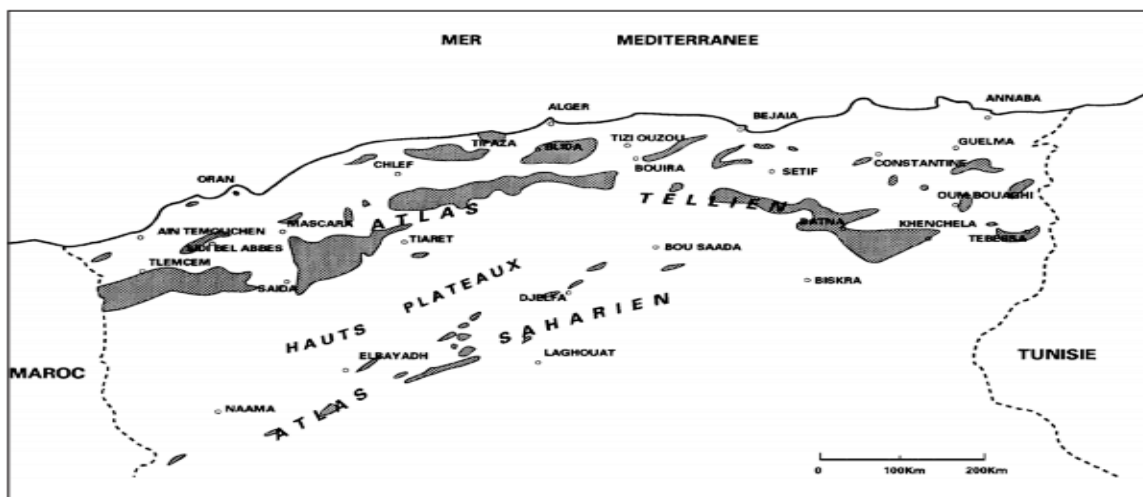 MER MEDITERRANEE
ANNABA
ALGER
BEJAIA
TIPAZA
TIZI OUZOU
GUELMA
BLIDA
CHLEF
BOUIRA
CONSTANTINE
SETIF
ORAN
OUM BOUAGHI
ATLAS TELLIEN
MASCARA
BATNA
KHENCHELA
AIN TEMOUCHEN
TIARET
TEBESSA
SIDI BEL ABBES
BOU SAADA
TLEMCEM
BISKRA
SAIDA
HAUTS PLATEAUX
DJELFA
ATLAS SAHARIEN
ELBAYADH
LAGHOUAT
TUNISIE
MAROC
NAAMA
0 100Km 200Km